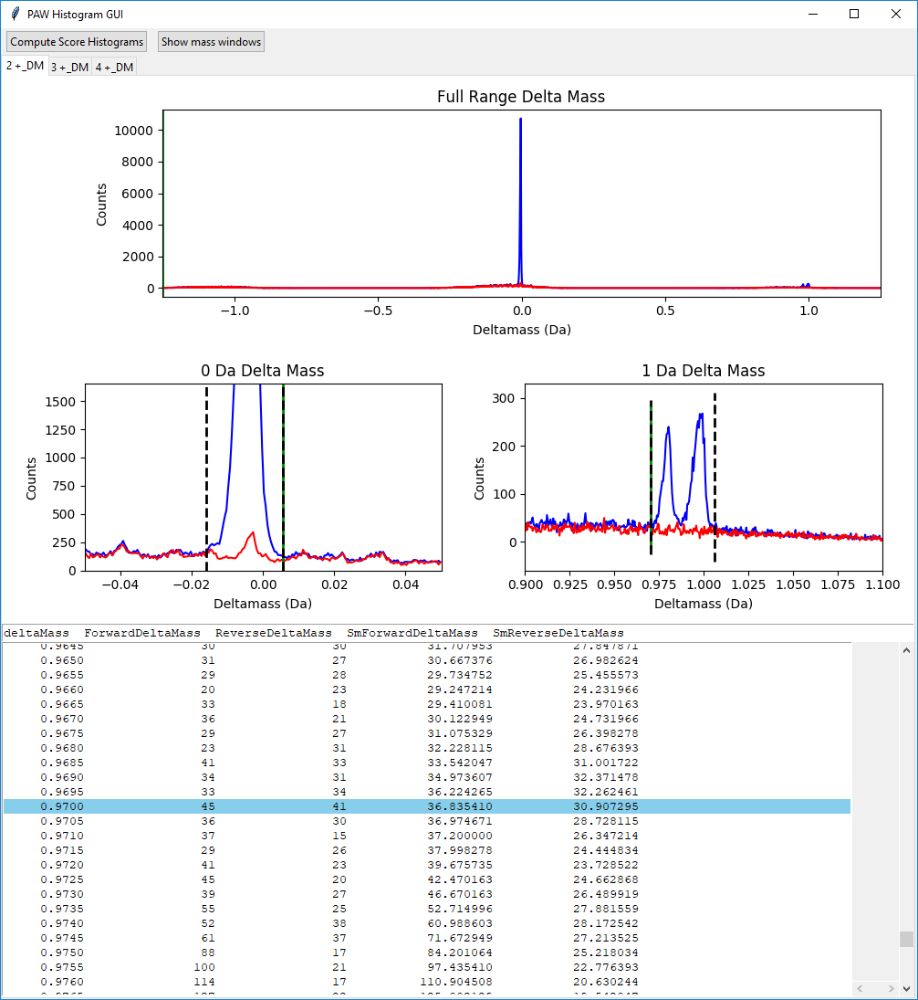 PAW Histogram GUI
Compute Score Histograms Show mass windows
2 +_DM 3 +_DM 4 +_DM
Full Range Delta Mass
10000
8000
6000
4000
2000
0
Counts
−1.0 −0.5 0.0 0.5 1.0
Deltamass (Da)
0 Da Delta Mass
1500
1250
1000
750
500
250
0
Counts
−0.04 −0.02 0.00 0.02 0.04
Deltamass (Da)
1 Da Delta Mass
300
200
100
0
Counts
0.900 0.925 0.950 0.975 1.000 1.025 1.050 1.075 1.100
Deltamass (Da)
deltaMass ForwardDeltaMass ReverseDeltaMass SmForwardDeltaMass SmReverseDeltaMass
0.9645 30 30 31.707953 27.847871
0.9650 31 27 30.667376 26.982624
0.9655 29 28 29.734752 25.455573
0.9660 20 23 29.247214 24.231966
0.9665 33 18 29.410081 23.970163
0.9670 36 21 30.122949 24.731966
0.9675 29 27 31.075329 26.398278
0.9680 23 31 32.228115 28.676393
0.9685 41 33 33.542047 31.001722
0.9690 34 31 34.973607 32.371478
0.9695 33 34 36.224265 32.262461
0.9700 45 41 36.835410 30.907295
0.9705 36 30 36.974671 28.728115
0.9710 37 15 37.200000 26.347214
0.9715 29 26 37.998278 24.444834
0.9720 41 23 39.675735 23.728522
0.9725 45 20 42.470163 24.662868
0.9730 39 27 46.670163 26.489919
0.9735 55 25 52.714996 27.881559
0.9740 52 38 60.988603 28.172542
0.9745 61 37 71.672949 27.213525
0.9750 88 17 84.201064 25.218034
0.9755 100 21 97.435410 22.776393
0.9760 114 17 110.904508 20.630244